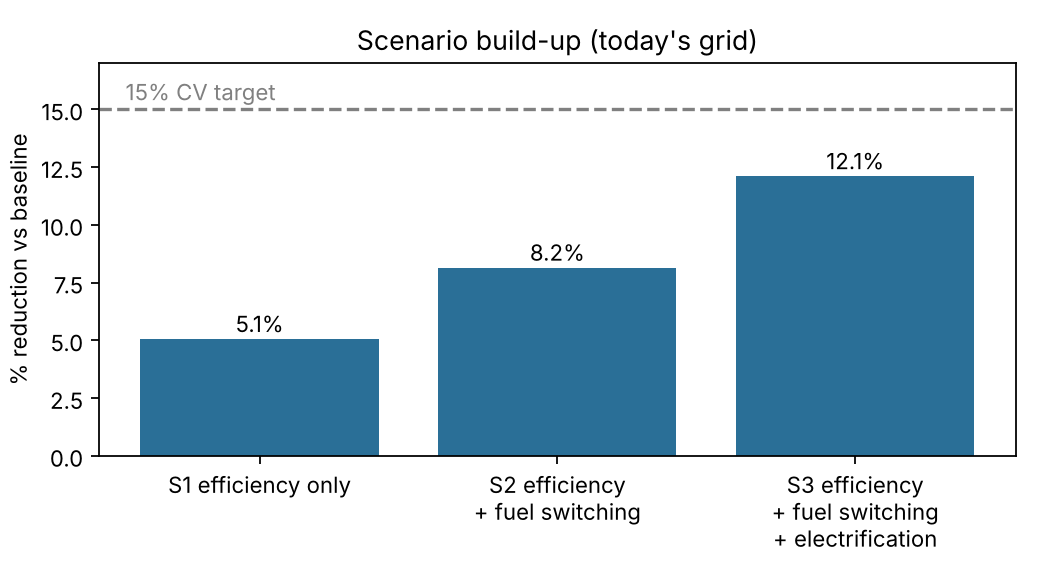 Scenario build-up (today's grid)
% reduction vs baseline
15.0
12.5
10.0
7.5
5.0
2.5
0.0
15% CV target
5.1%
8.2%
12.1%
S1 efficiency only
S2 efficiency
+ fuel switching
S3 efficiency
+ fuel switching
+ electrification